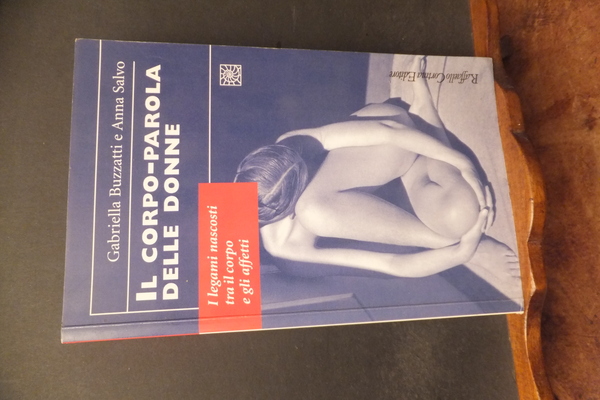 Gabriella Buzzatti e Anna Salvo
IL CORPO-PAROLA
DELLE DONNE
I legami nascosti
tra il corpo
e gli affetti
Raffaello Cortina Editore